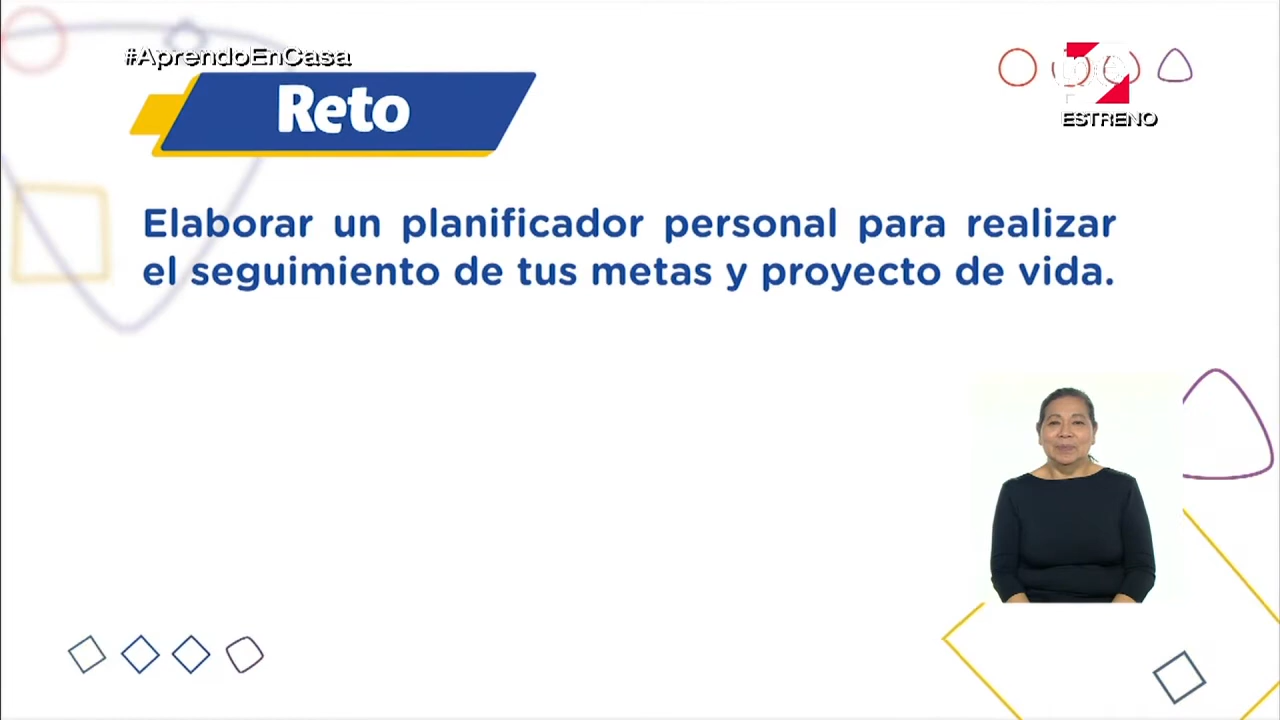 #AprendoEnCasa
Reto
ESTRENO
Elaborar un planificador personal para realizar
el seguimiento de tus metas y proyecto de vida.